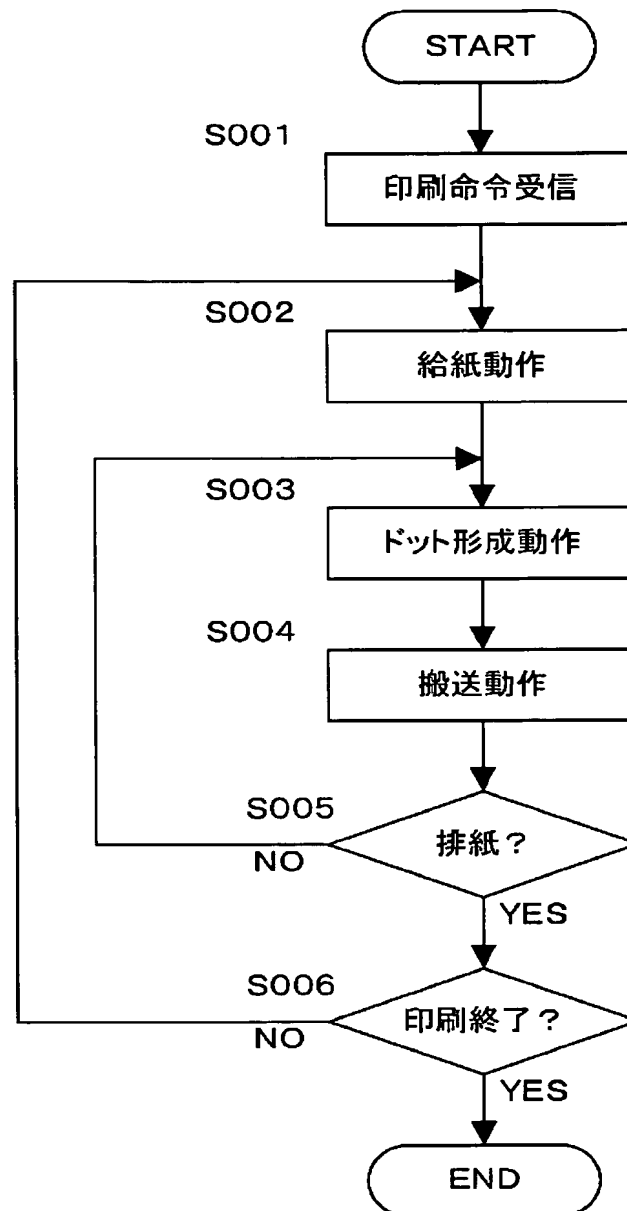 START
S001
印刷命令受信
S002
給紙動作
S003
ドット形成動作
S004
搬送動作
S005
排紙?
NO
YES
S006
印刷終了?
NO
YES
END